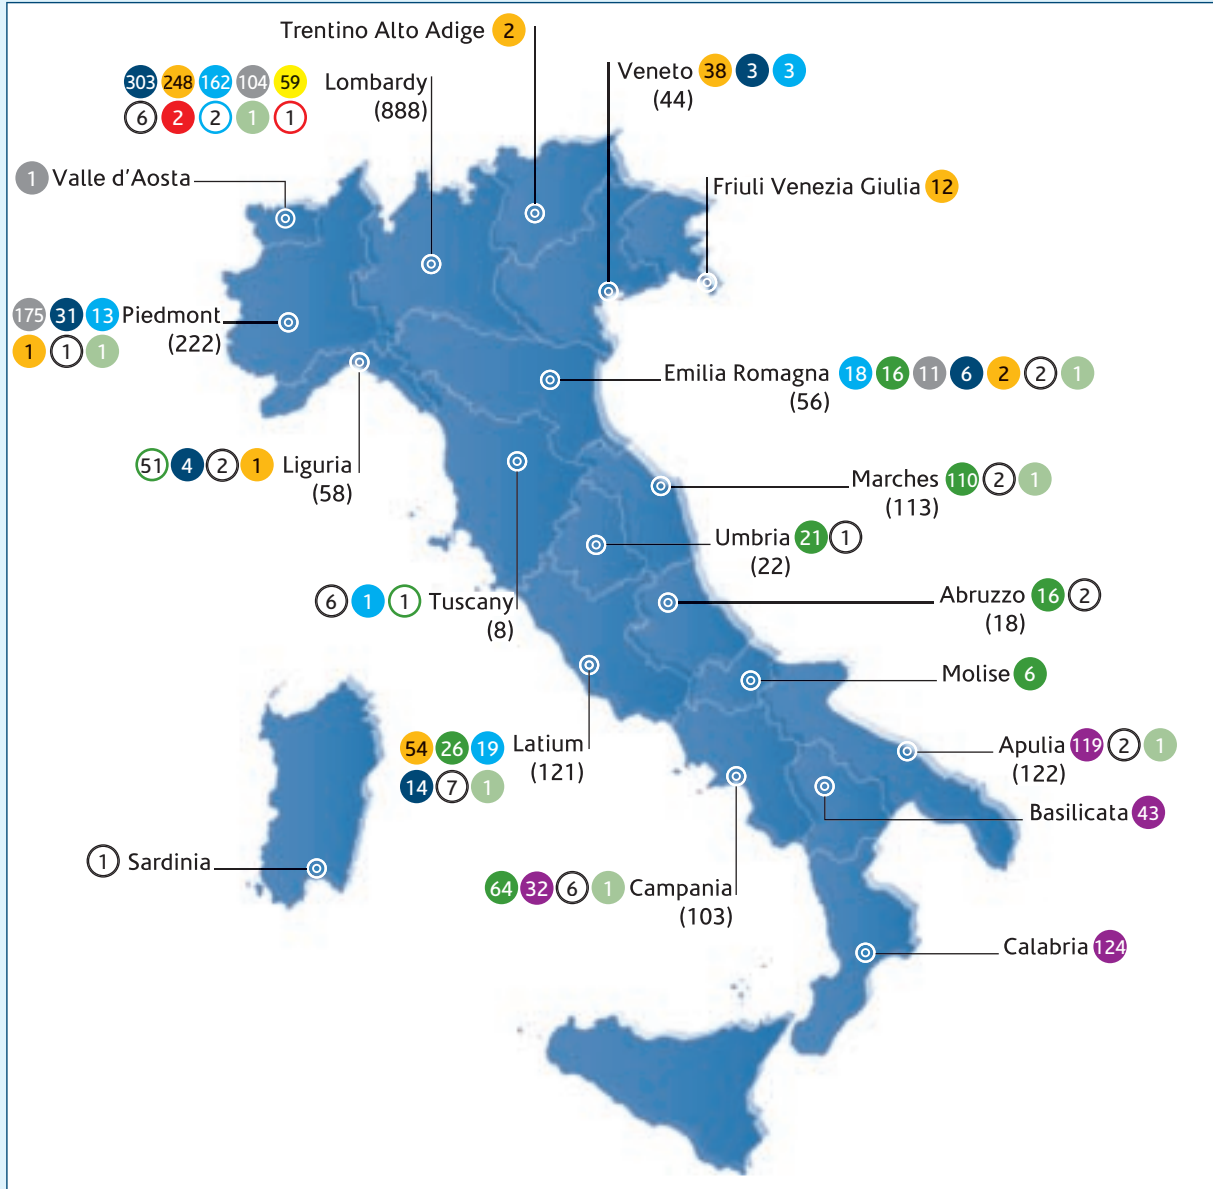 Trentino Alto Adige 2
303 248 162 104 59 Lombardy
6 2 2 1 1 (888)
Veneto 38 3 3
(44)
1 Valle d'Aosta
Friuli Venezia Giulia 12
175 31 13 Piedmont
1 1 1 (222)
Emilia Romagna 18 16 11 6 2 2 1
(56)
51 4 2 1 Liguria
(58)
Marches 110 2 1
(113)
Umbria 21 1
(22)
6 1 1 Tuscany
(8)
Abruzzo 16 2
(18)
Molise 6
54 26 19 Latium
14 7 1 (121)
Apulia 119 2 1
(122)
Basilicata 43
1 Sardinia
64 32 6 1 Campania
(103)
Calabria 124